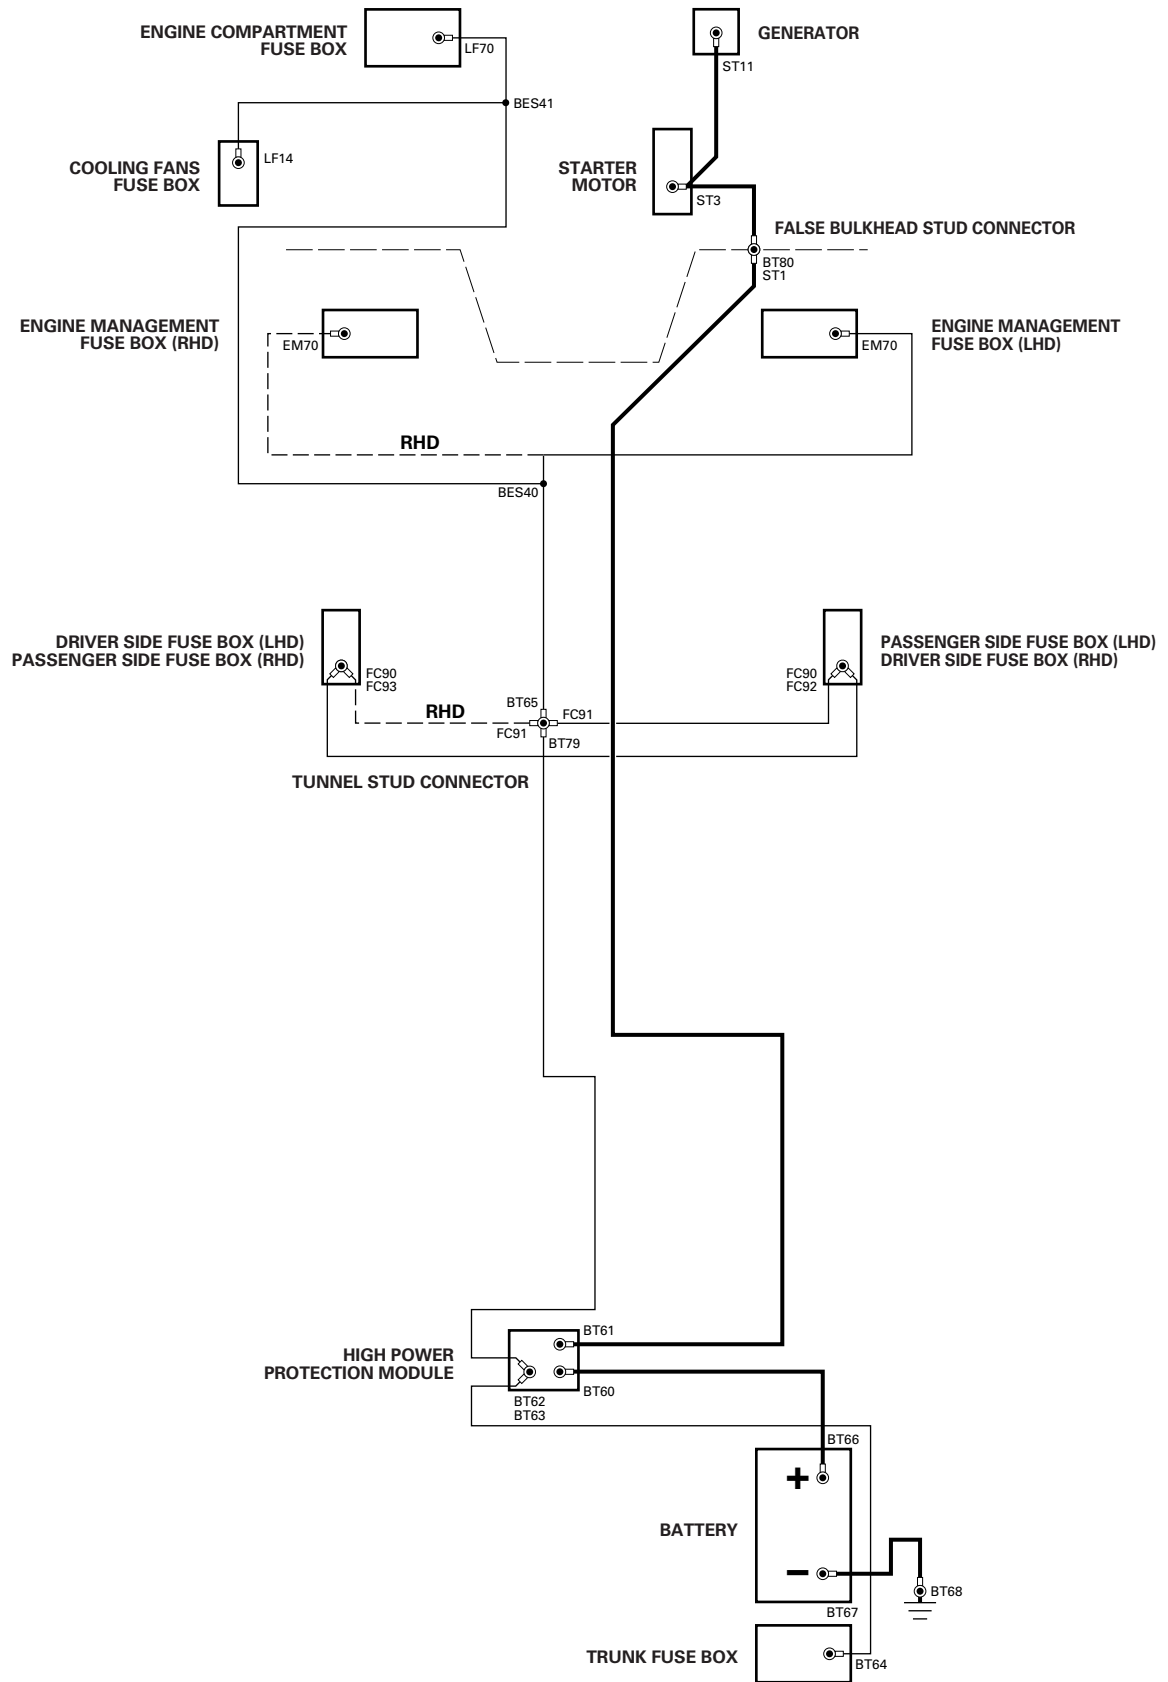 ENGINE COMPARTMENT
FUSE BOX
LF70
GENERATOR
ST11
BES41
COOLING FANS
FUSE BOX
LF14
STARTER
MOTOR
ST3
FALSE BULKHEAD STUD CONNECTOR
BT80
ST1
ENGINE MANAGEMENT
FUSE BOX (RHD)
EM70
EM70
ENGINE MANAGEMENT
FUSE BOX (LHD)
RHD
BES40
DRIVER SIDE FUSE BOX (LHD)
PASSENGER SIDE FUSE BOX (RHD)
FC90
FC93
FC90
FC92
PASSENGER SIDE FUSE BOX (LHD)
DRIVER SIDE FUSE BOX (RHD)
BT65
RHD
FC91
FC91
BT79
TUNNEL STUD CONNECTOR
BT61
HIGH POWER
PROTECTION MODULE
BT60
BT62
BT63
BT66
+
BATTERY
–
BT68
BT67
TRUNK FUSE BOX
BT64